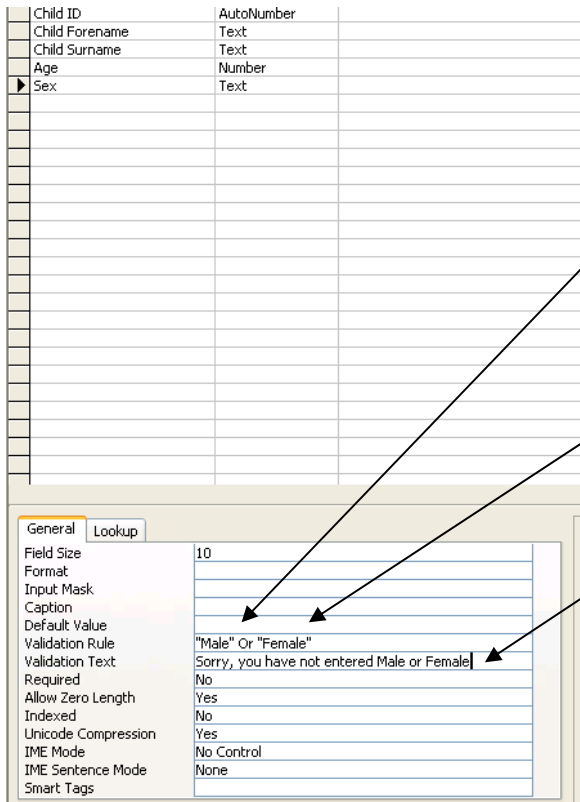 Child ID AutoNumber
Child Forename Text
Child Surname Text
Age Number
Sex Text
General Lookup
Field Size 10
Format
Input Mask
Caption
Default Value
Validation Rule "Male" Or "Female"
Validation Text Sorry, you have not entered Male or Female
Required No
Allow Zero Length Yes
Indexed No
Unicode Compression Yes
IME Mode No Control
IME Sentence Mode None
Smart Tags